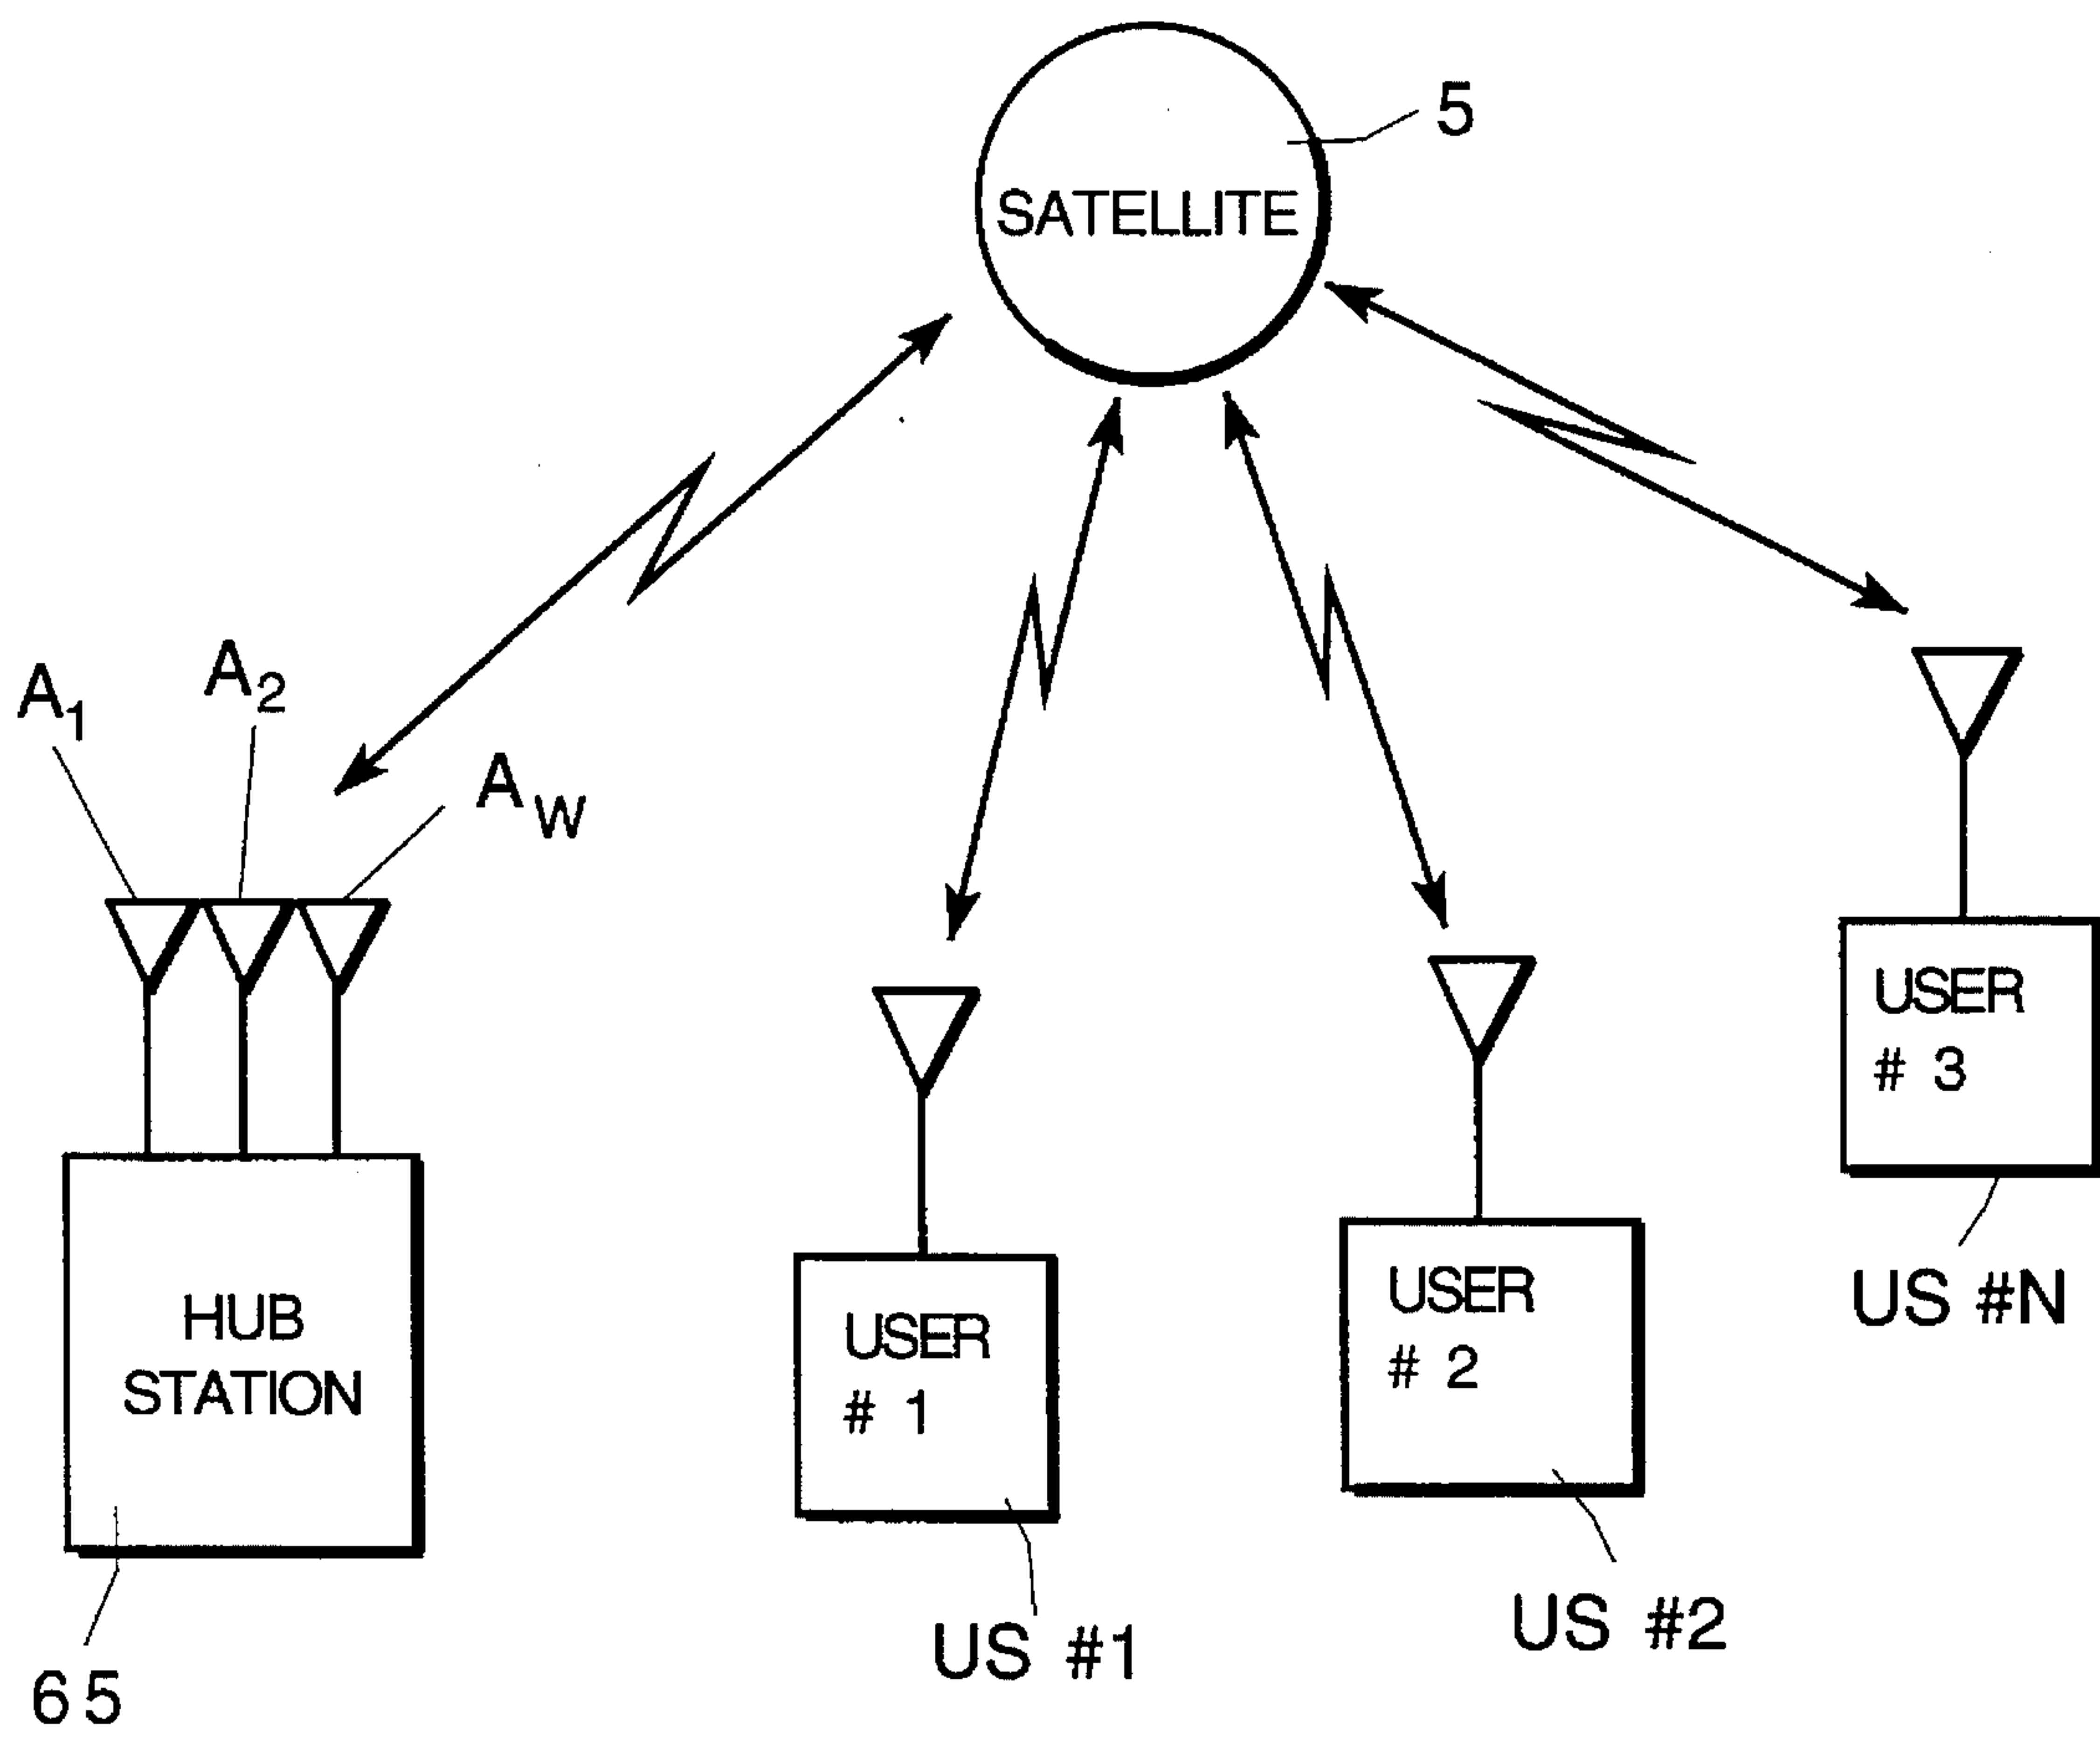 5
SATELLITE
A1
A2
AW
USER
# 3
US #N
HUB
STATION
USER
# 1
USER
# 2
US #1
US #2
65